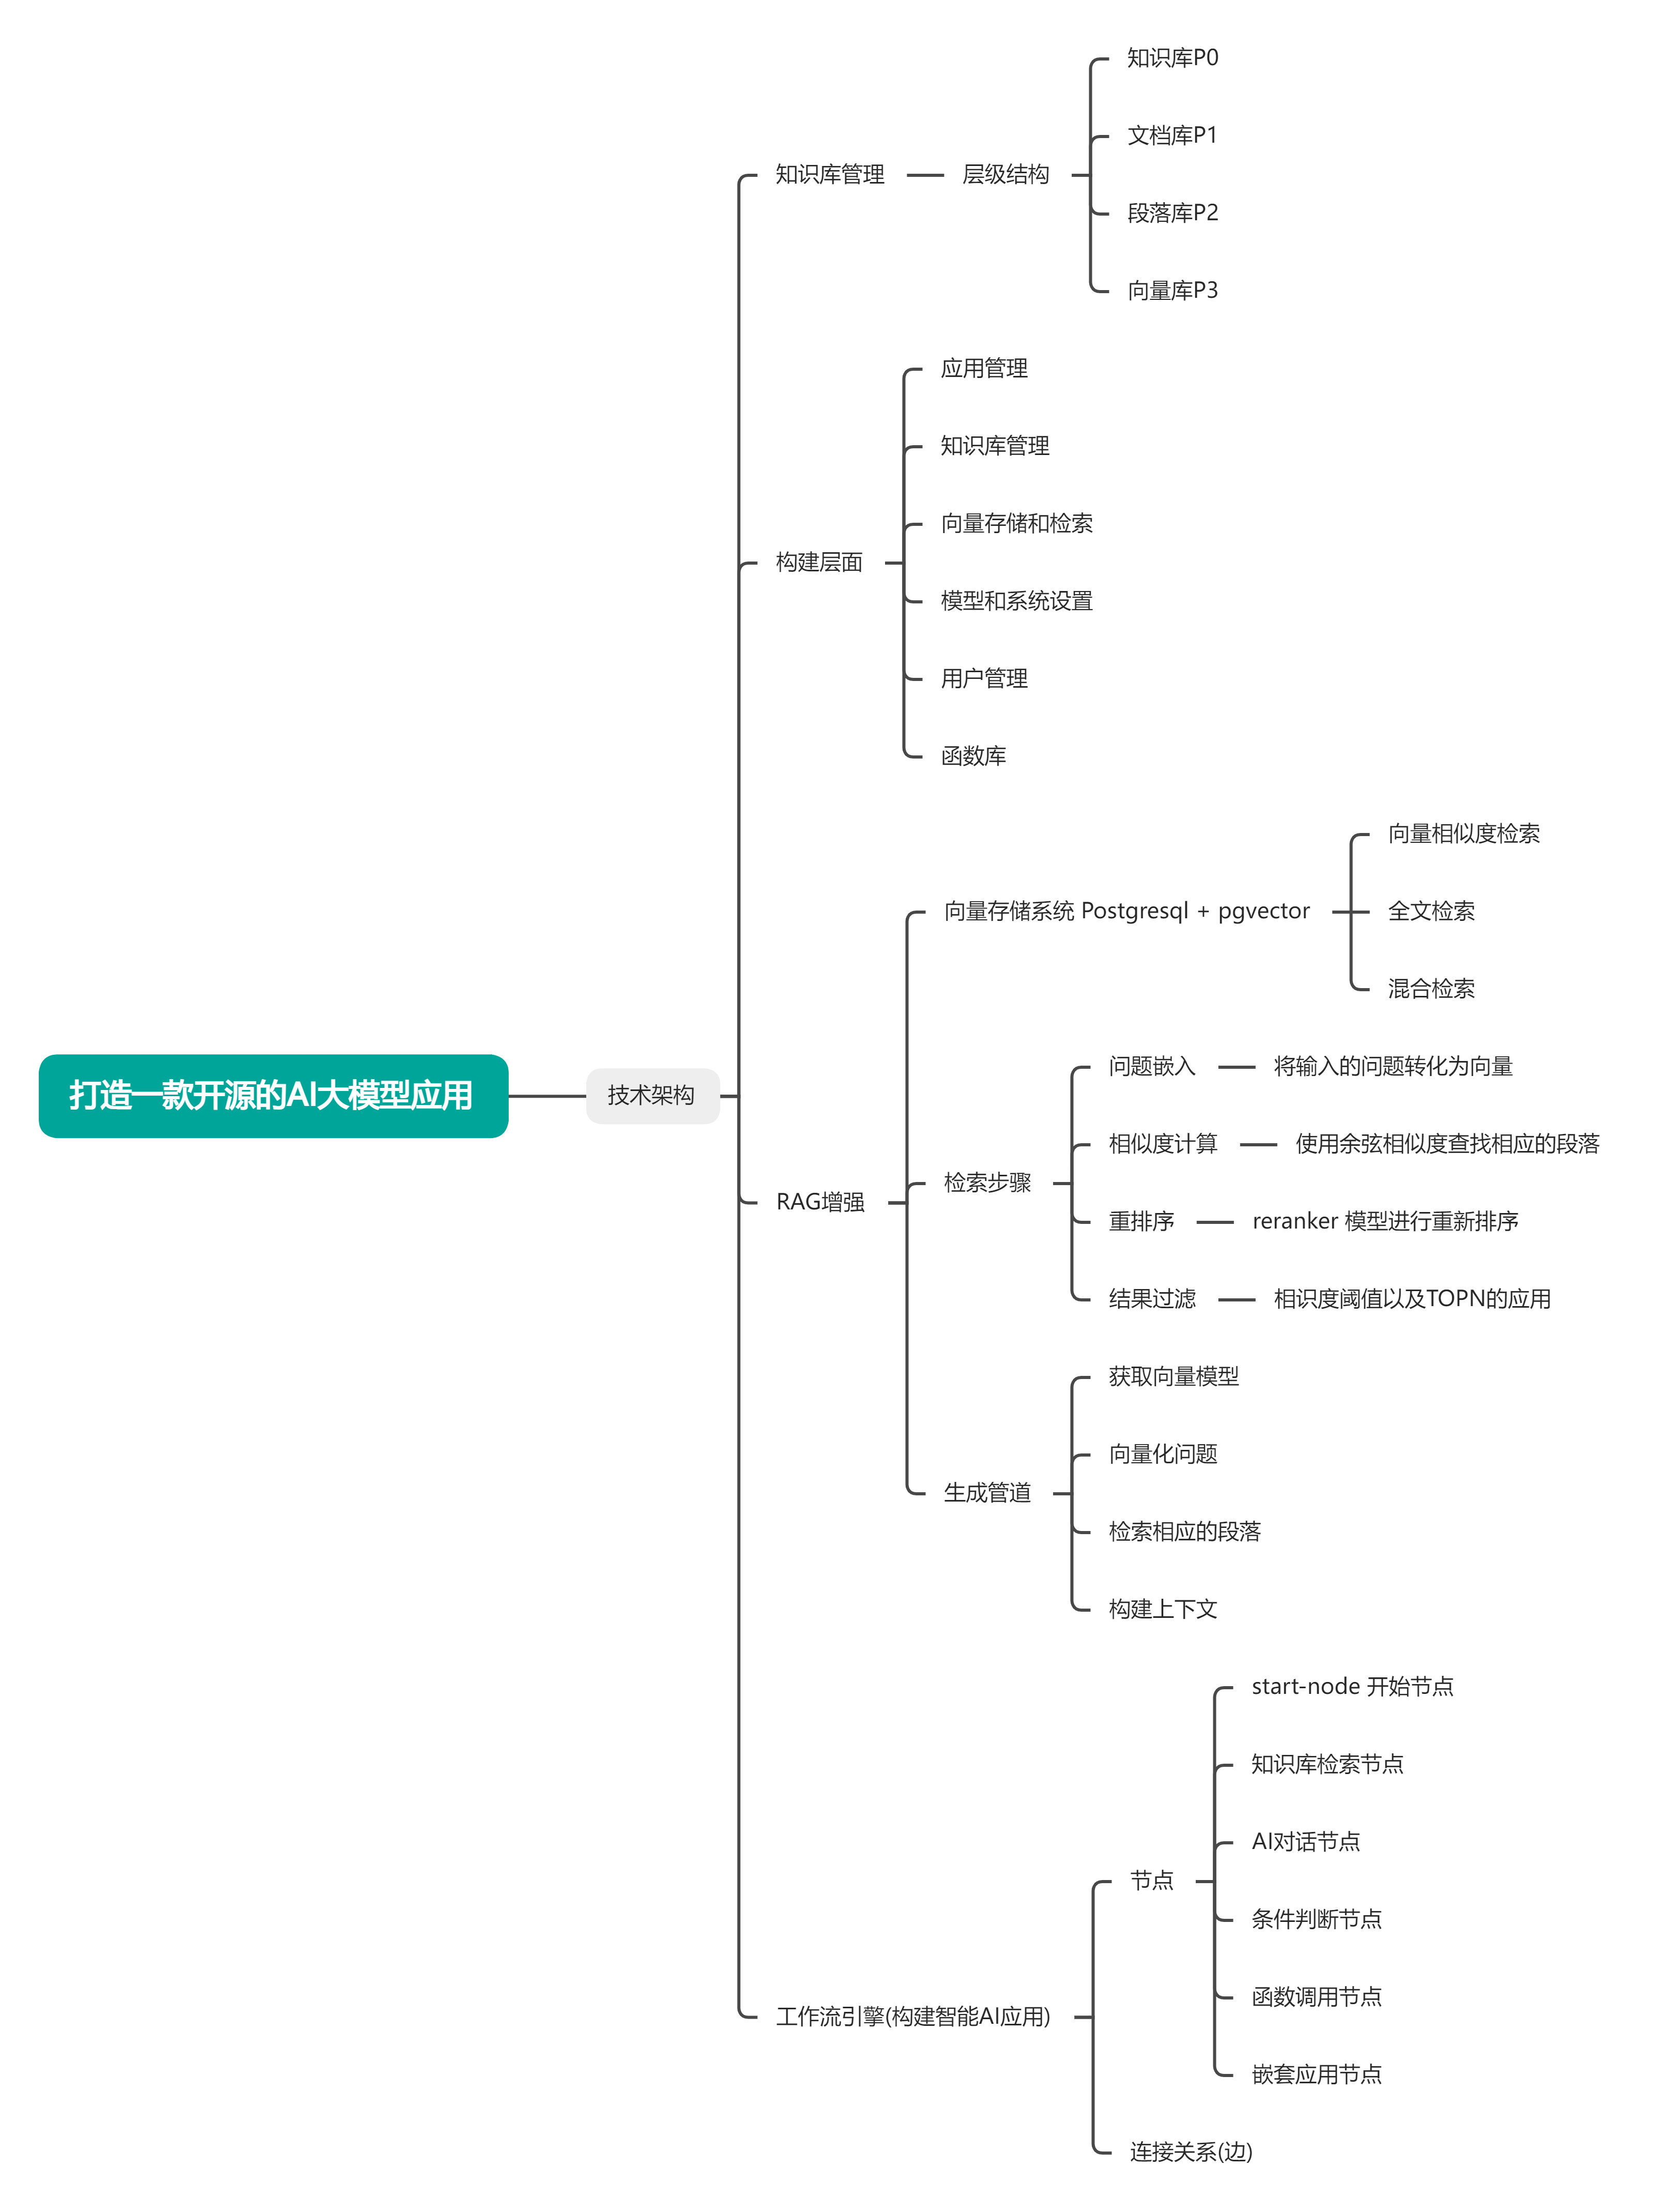 打造一款开源的AI大模型应用
技术架构
知识库管理
层级结构
知识库P0
文档库P1
段落库P2
向量库P3
构建层面
应用管理
知识库管理
向量存储和检索
模型和系统设置
用户管理
函数库
RAG增强
向量存储系统 Postgresql + pgvector
向量相似度检索
全文检索
混合检索
检索步骤
问题嵌入
将输入的问题转化为向量
相似度计算
使用余弦相似度查找相应的段落
重排序
reranker 模型进行重新排序
结果过滤
相识度阈值以及TOPN的应用
生成管道
获取向量模型
向量化问题
检索相应的段落
构建上下文
工作流引擎(构建智能AI应用)
节点
start-node 开始节点
知识库检索节点
AI对话节点
条件判断节点
函数调用节点
嵌套应用节点
连接关系(边)